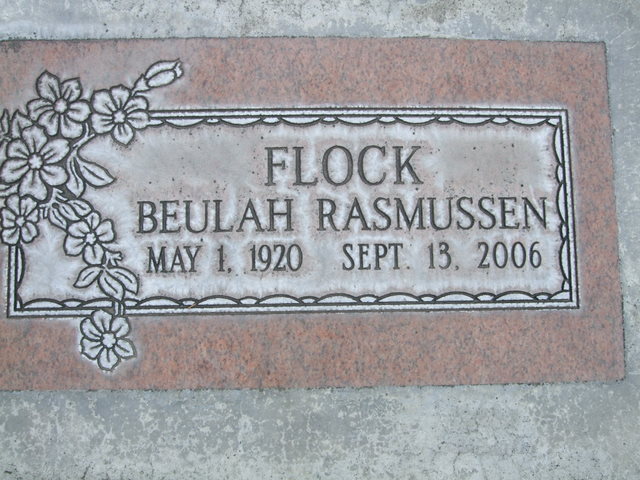 FLOCK
BEULAH RASMUSSEN
MAY 1, 1920 SEPT. 13, 2006